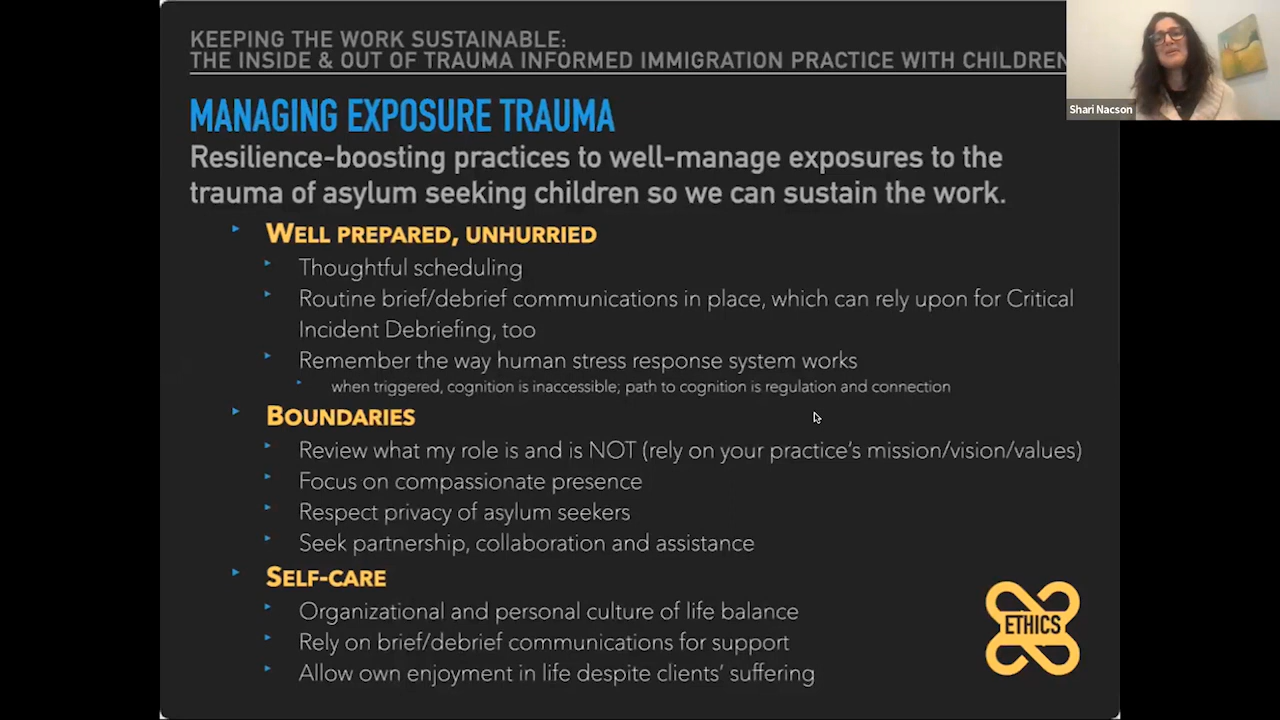 KEEPING THE WORK SUSTAINABLE:
THE INSIDE & OUT OF TRAUMA INFORMED IMMIGRATION PRACTICE WITH CHILDREN
Shari Nacson
MANAGING EXPOSURE TRAUMA
Resilience-boosting practices to well-manage exposures to the
trauma of asylum seeking children so we can sustain the work.
WELL PREPARED, UNHURRIED
Thoughtful scheduling
Routine brief/debrief communications in place, which can rely upon for Critical
Incident Debriefing, too
Remember the way human stress response system works
when triggered, cognition is inaccessible; path to cognition is regulation and connection
BOUNDARIES
Review what my role is and is NOT (rely on your practice's mission/vision/values)
Focus on compassionate presence
Respect privacy of asylum seekers
Seek partnership, collaboration and assistance
SELF-CARE
Organizational and personal culture of life balance
Rely on brief/debrief communications for support
Allow own enjoyment in life despite clients' suffering
ETHICS